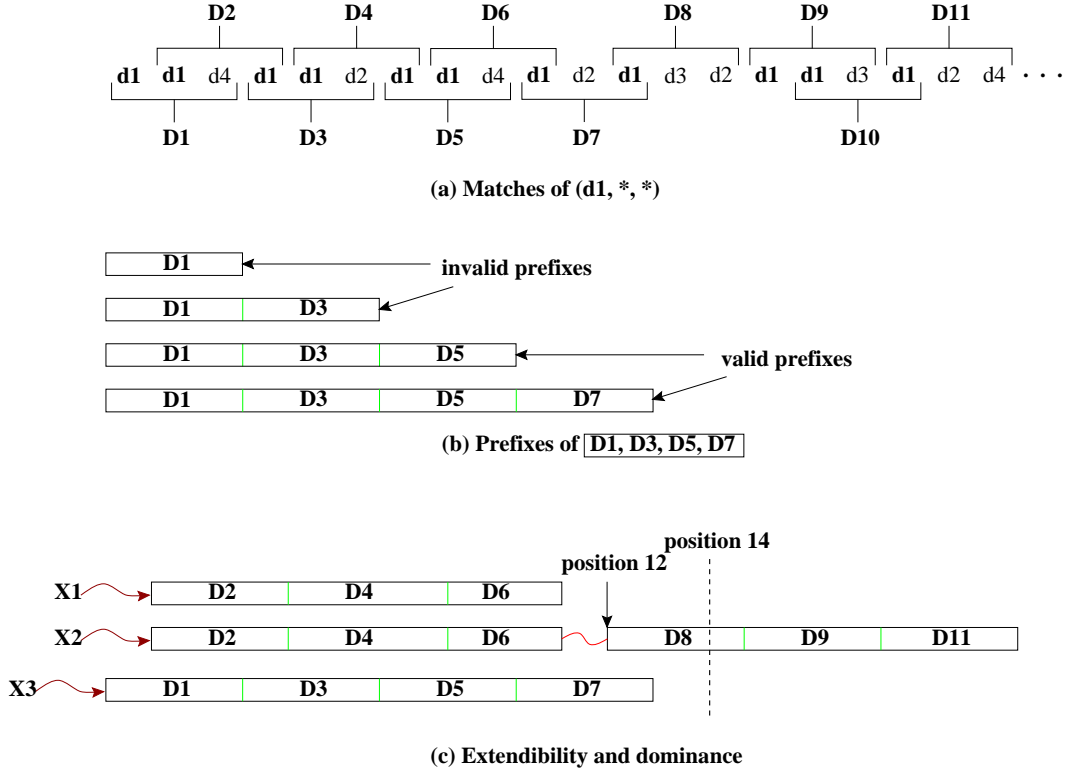 D2 D4 D6 D8 D9 D11
d1 d1 d4 d1 d1 d2 d1 d1 d4 d1 d2 d1 d3 d2 d1 d1 d3 d1 d2 d4 . . .
D1 D3 D5 D7 D10
(a) Matches of (d1, *, *)
D1
invalid prefixes
D1 D3
D1 D3 D5
valid prefixes
D1 D3 D5 D7
(b) Prefixes of D1, D3, D5, D7
position 14
position 12
X1 D2 D4 D6
X2 D2 D4 D6 D8 D9 D11
X3 D1 D3 D5 D7
(c) Extendibility and dominance